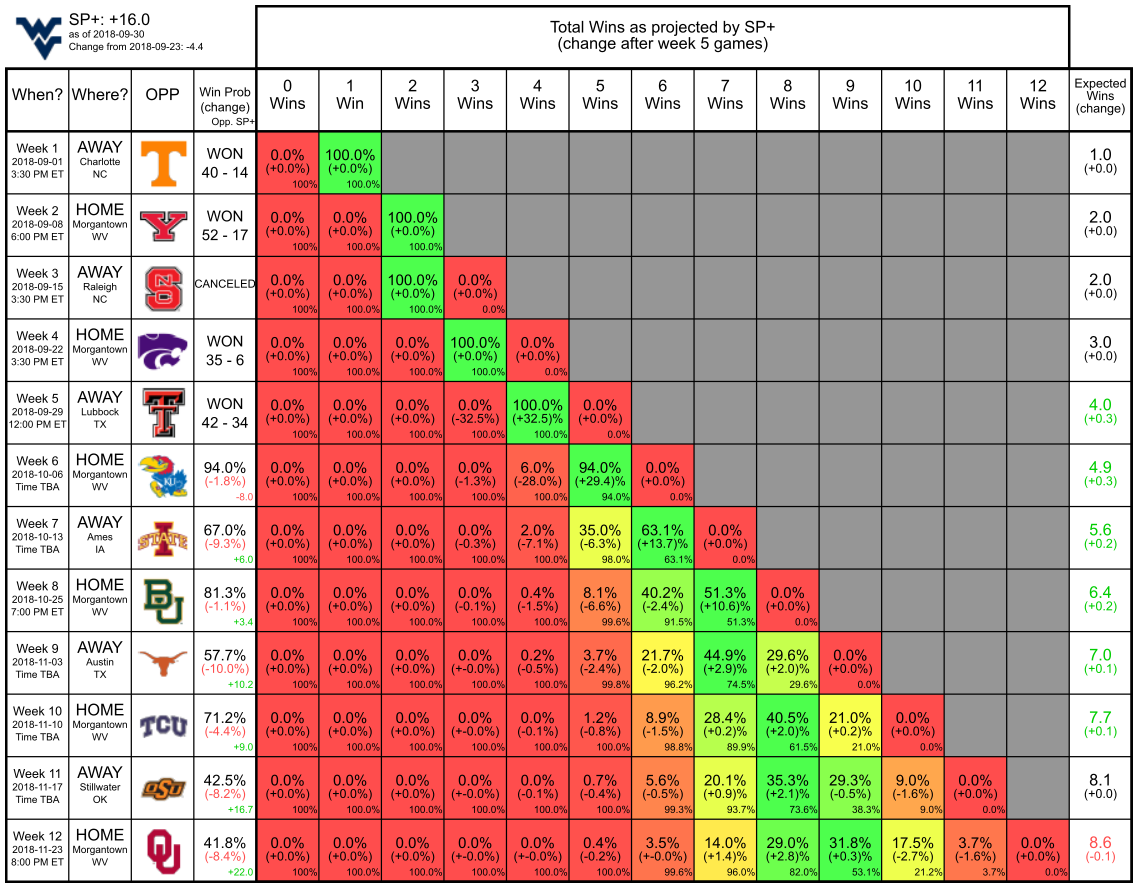 SP+: +16.0
as of 2018-09-30
Change from 2018-09-23: -4.4
Total Wins as projected by SP+
(change after week 5 games)
When? Where? OPP Win Prob (change) Opp. SP+ 0 Wins 1 Win 2 Wins 3 Wins 4 Wins 5 Wins 6 Wins 7 Wins 8 Wins 9 Wins 10 Wins 11 Wins 12 Wins Expected Wins (change)
Week 1 AWAY T WON 0.0% 100.0% 1.0
2018-09-01 Charlotte 40 - 14 (+0.0%) (+0.0%) (+0.0)
3:30 PM ET NC 100% 100.0%
Week 2 HOME Y WON 0.0% 0.0% 100.0% 2.0
2018-09-08 Morgantown 52 - 17 (+0.0%) (+0.0%) (+0.0%) (+0.0)
6:00 PM ET WV 100% 100.0% 100.0%
Week 3 AWAY NCS CANCELED 0.0% 0.0% 100.0% 0.0% 2.0
2018-09-15 Raleigh (+0.0%) (+0.0%) (+0.0%) (+0.0%) (+0.0)
3:30 PM ET NC 100% 100.0% 100.0% 0.0%
Week 4 HOME WON 0.0% 0.0% 0.0% 100.0% 0.0% 3.0
2018-09-22 Morgantown 35 - 6 (+0.0%) (+0.0%) (+0.0%) (+0.0%) (+0.0%) (+0.0)
3:30 PM ET WV 100% 100.0% 100.0% 100.0% 0.0%
Week 5 AWAY TT WON 0.0% 0.0% 0.0% 0.0% 100.0% 0.0% 4.0
2018-09-29 Lubbock 42 - 34 (+0.0%) (+0.0%) (+0.0%) (-32.5%) (+32.5)% (+0.0%) (+0.3)
12:00 PM ET TX 100% 100.0% 100.0% 100.0% 100.0% 0.0%
Week 6 HOME KU 94.0% 0.0% 0.0% 0.0% 0.0% 6.0% 94.0% 0.0% 4.9
2018-10-06 Morgantown (-1.8%) (+0.0%) (+0.0%) (+0.0%) (-1.3%) (-28.0%) (+29.4)% (+0.0%) (+0.3)
Time TBA WV -8.0 100% 100.0% 100.0% 100.0% 100.0% 94.0% 0.0%
Week 7 AWAY I STATE 67.0% 0.0% 0.0% 0.0% 0.0% 2.0% 35.0% 63.1% 0.0% 5.6
2018-10-13 Ames (-9.3%) (+0.0%) (+0.0%) (+0.0%) (-0.3%) (-7.1%) (-6.3%) (+13.7)% (+0.0%) (+0.2)
Time TBA IA +6.0 100% 100.0% 100.0% 100.0% 100.0% 98.0% 63.1% 0.0%
Week 8 HOME BU 81.3% 0.0% 0.0% 0.0% 0.0% 0.4% 8.1% 40.2% 51.3% 0.0% 6.4
2018-10-25 Morgantown (-1.1%) (+0.0%) (+0.0%) (+0.0%) (-0.1%) (-1.5%) (-6.6%) (-2.4%) (+10.6)% (+0.0%) (+0.2)
7:00 PM ET WV +3.4 100% 100.0% 100.0% 100.0% 100.0% 99.6% 91.5% 51.3% 0.0%
Week 9 AWAY 57.7% 0.0% 0.0% 0.0% 0.0% 0.2% 3.7% 21.7% 44.9% 29.6% 0.0% 7.0
2018-11-03 Austin (-10.0%) (+0.0%) (+0.0%) (+0.0%) (+-0.0%) (-0.5%) (-2.4%) (-2.0%) (+2.9)% (+2.0)% (+0.0%) (+0.1)
Time TBA TX +10.2 100% 100.0% 100.0% 100.0% 100.0% 99.8% 96.2% 74.5% 29.6% 0.0%
Week 10 HOME TCU 71.2% 0.0% 0.0% 0.0% 0.0% 0.0% 1.2% 8.9% 28.4% 40.5% 21.0% 0.0% 7.7
2018-11-10 Morgantown (-4.4%) (+0.0%) (+0.0%) (+0.0%) (+-0.0%) (-0.1%) (-0.8%) (-1.5%) (+0.2)% (+2.0)% (+0.2)% (+0.0%) (+0.1)
Time TBA WV +9.0 100% 100.0% 100.0% 100.0% 100.0% 100.0% 98.8% 89.9% 61.5% 21.0% 0.0%
Week 11 AWAY OSU 42.5% 0.0% 0.0% 0.0% 0.0% 0.0% 0.7% 5.6% 20.1% 35.3% 29.3% 9.0% 0.0% 8.1
2018-11-17 Stillwater (-8.2%) (+0.0%) (+0.0%) (+0.0%) (+-0.0%) (-0.1%) (-0.4%) (-0.5%) (+0.9)% (+2.1)% (-0.5%) (-1.6%) (+0.0%) (+0.0)
Time TBA OK +16.7 100% 100.0% 100.0% 100.0% 100.0% 100.0% 99.3% 93.7% 73.6% 38.3% 9.0% 0.0%
Week 12 HOME OU 41.8% 0.0% 0.0% 0.0% 0.0% 0.0% 0.4% 3.5% 14.0% 29.0% 31.8% 17.5% 3.7% 0.0% 8.6
2018-11-23 Morgantown (-8.4%) (+0.0%) (+0.0%) (+0.0%) (+-0.0%) (+-0.0%) (-0.2%) (+-0.0%) (+1.4)% (+2.8)% (+0.3)% (-2.7%) (-1.6%) (+0.0%) (-0.1)
8:00 PM ET WV +22.0 100% 100.0% 100.0% 100.0% 100.0% 100.0% 99.6% 96.0% 82.0% 53.1% 21.2% 3.7% 0.0%